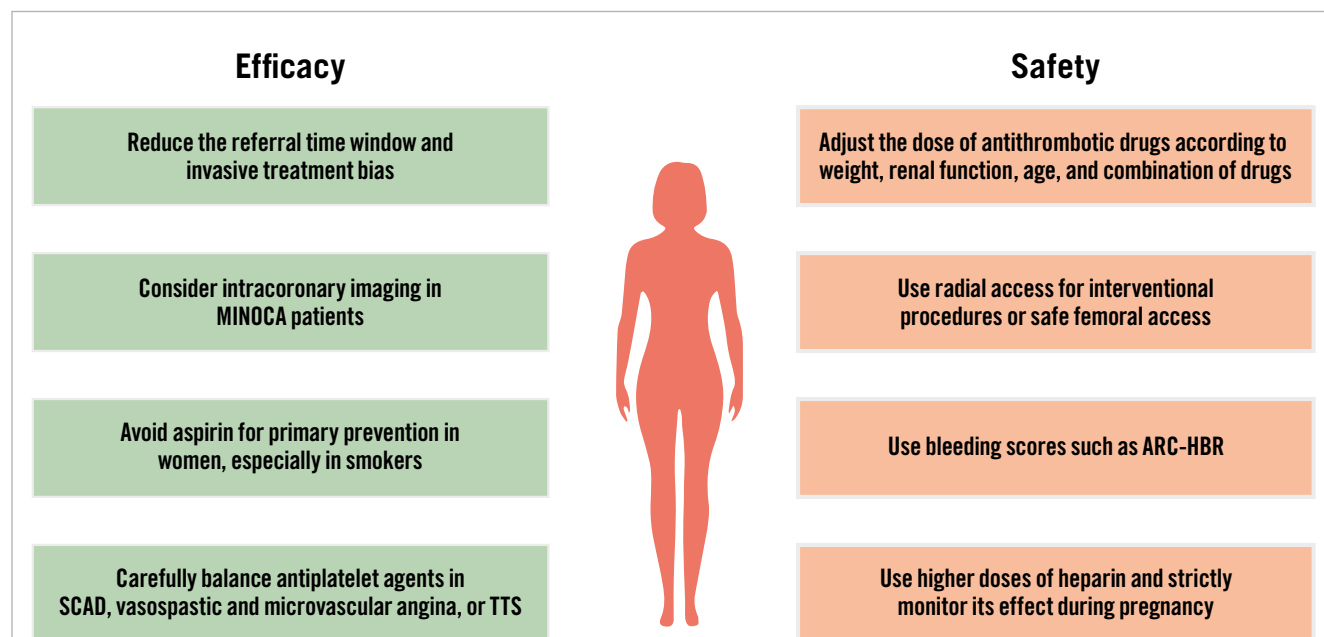 Efficacy
Reduce the referral time window and
invasive treatment bias
Consider intracoronary imaging in
MINOCA patients
Avoid aspirin for primary prevention in
women, especially in smokers
Carefully balance antiplatelet agents in
SCAD, vasospastic and microvascular angina, or TTS
Safety
Adjust the dose of antithrombotic drugs according to
weight, renal function, age, and combination of drugs
Use radial access for interventional
procedures or safe femoral access
Use bleeding scores such as ARC-HBR
Use higher doses of heparin and strictly
monitor its effect during pregnancy